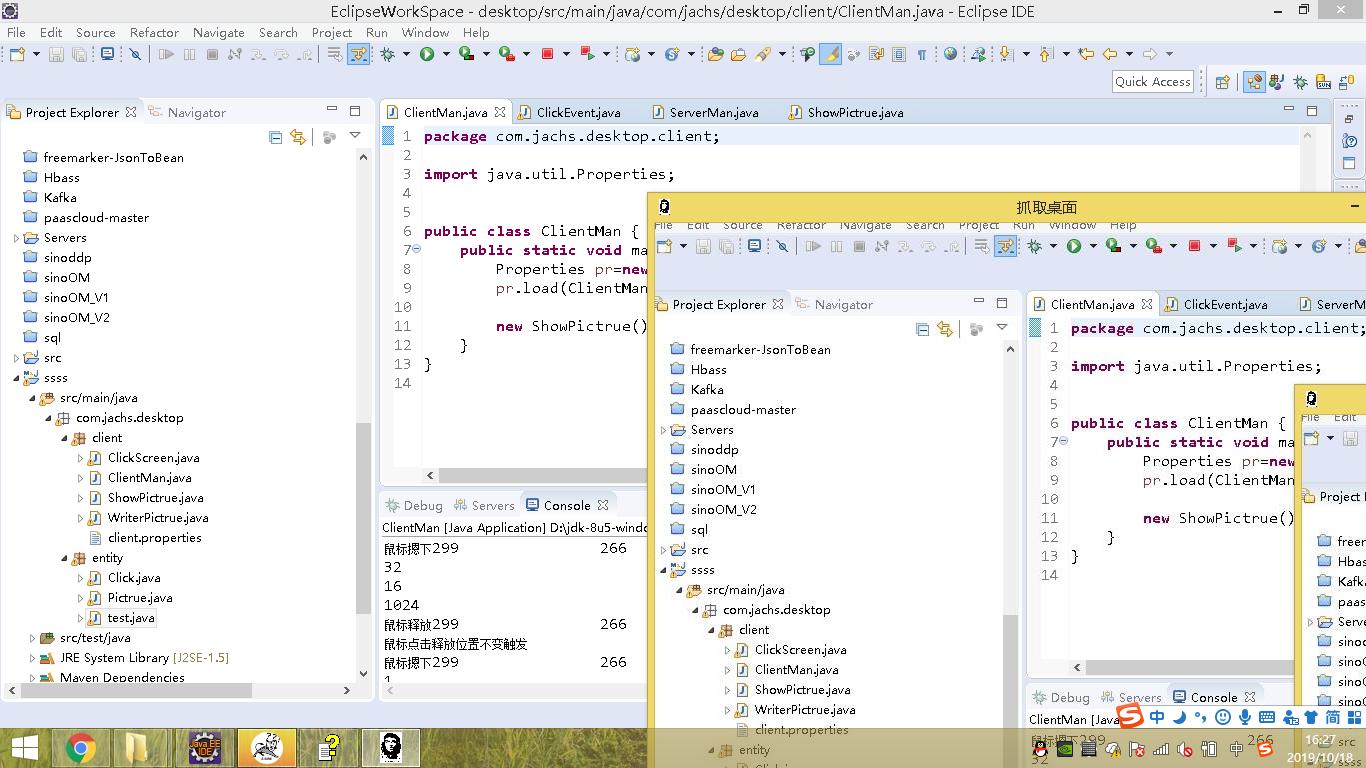 EclipseWorkSpace - desktop/src/main/java/com/jachs/desktop/client/ClientMan.java - Eclipse IDE
File Edit Source Refactor Navigate Search Project Run Window Help
Quick Access
Project Explorer Navigator
freemarker-JsonToBean
Hbass
Kafka
paascloud-master
Servers
sinoddp
sinoOM
sinoOM_V1
sinoOM_V2
sql
src
ssss
src/main/java
com.jachs.desktop
client
ClickScreen.java
ClientMan.java
ShowPictrue.java
WriterPictrue.java
client.properties
entity
Click.java
Pictrue.java
test.java
src/test/java
JRE System Library [J2SE-1.5]
Maven Dependencies
ClientMan.java ClickEvent.java ServerMan.java ShowPictrue.java
1 package com.jachs.desktop.client;
2
3 import java.util.Properties;
4
5
6 public class ClientMan {
7 public static void ma
8 Properties pr=new
9 pr.load(ClientMan
10
11 new ShowPictrue()
12 }
13 }
14
Debug Servers Console
ClientMan [Java Application] D:\jdk-8u5-windo
鼠标摁下299 266
32
16
1024
鼠标释放299 266
鼠标点击释放位置不变触发
鼠标摁下299 266
1
抓取桌面
File Edit Source Refactor Navigate Search Project Run Window Help
Project Explorer Navigator
freemarker-JsonToBean
Hbass
Kafka
paascloud-master
Servers
sinoddp
sinoOM
sinoOM_V1
sinoOM_V2
sql
src
ssss
src/main/java
com.jachs.desktop
client
ClickScreen.java
ClientMan.java
ShowPictrue.java
WriterPictrue.java
client.properties
entity
ClientMan.java ClickEvent.java ServerM
1 package com.jachs.desktop.client;
2
3 import java.util.Properties;
4
5
6 public class ClientMan {
7 public static void ma
8 Properties pr=new
9 pr.load(ClientMan
10
11 new ShowPictrue()
12 }
13 }
14
Debug Servers Console
ClientMan [Java
鼠标摁下299 266
32
File Edit
Project
freem
Hbas
Kafka
paas
Serve
sinod
sinoO
sinoO
sinoO
src
中 简
中
16:27
2019/10/18